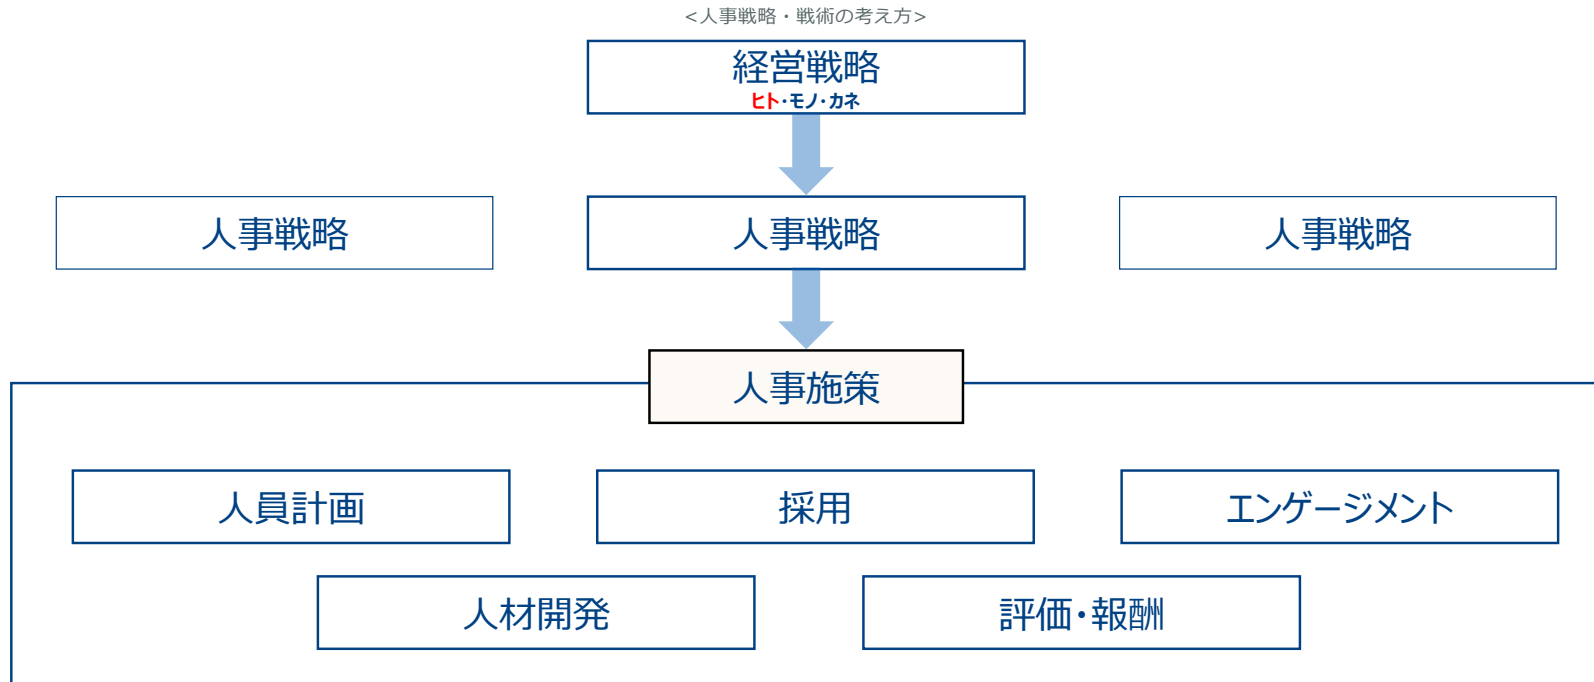 <人事戦略・戦術の考え方>
経営戦略
ヒト・モノ・カネ
人事戦略
人事戦略
人事戦略
人事施策
人員計画
採用
エンゲージメント
人材開発
評価・報酬